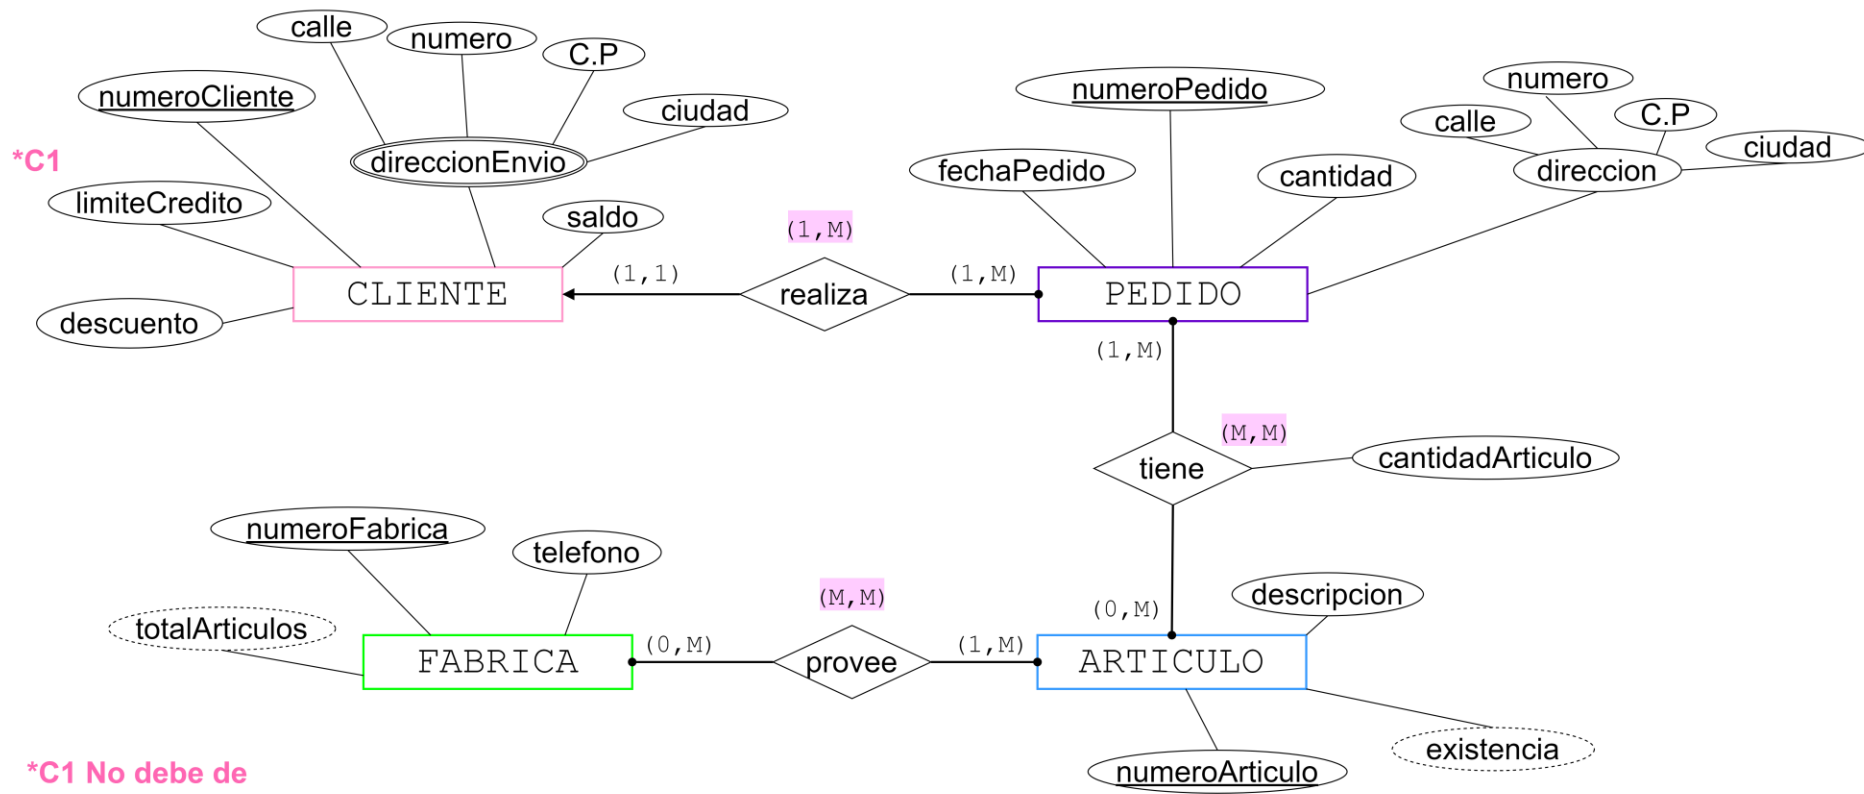 calle
numero
C.P
numeroCliente
ciudad
direccionEnvio
*C1
limiteCredito
saldo
descuento
CLIENTE
(1,1)
(1,M)
realiza
(1,M)
numeroPedido
fechaPedido
cantidad
numero
calle
C.P
ciudad
direccion
PEDIDO
(1,M)
(M,M)
tiene
cantidadArticulo
(0,M)
numeroFabrica
telefono
totalArticulos
FABRICA
(0,M)
(M,M)
provee
(1,M)
descripcion
ARTICULO
existencia
numeroArticulo
*C1 No debe de